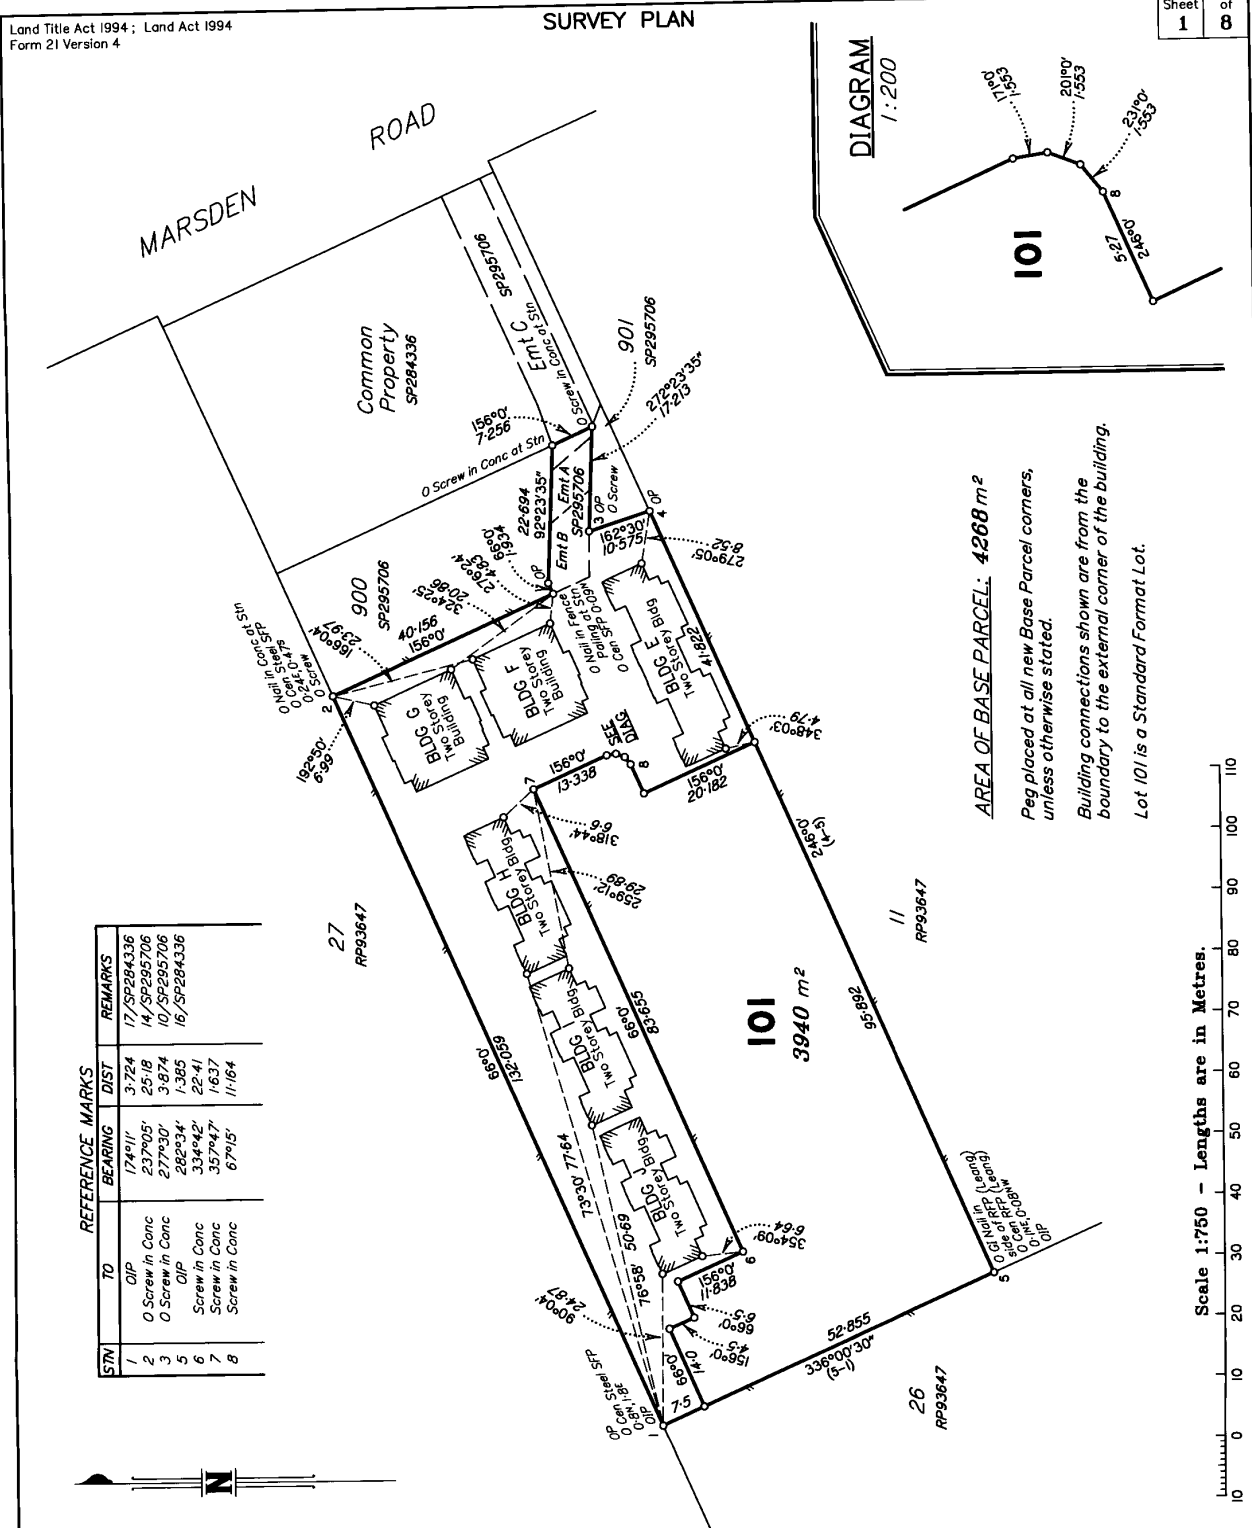 Land Title Act 1994 ; Land Act 1994
Form 21 Version 4
SURVEY PLAN
Sheet
1
of
8
MARSDEN
ROAD
DIAGRAM
1:200
171°0'
1·553
201°0'
1·553
231°0'
1·553
8
5·27
246°0'
101
Common
Property
SP284336
Emt C
SP295706
O Screw in Conc at Stn
901
SP295706
156°0'
7·256
O Screw in Conc at Stn
272°23'35"
17·213
22·694
92°23'35"
Emt A
SP295706
Emt B
3 OP
O Screw
162°30'
10·575
4 OP
279°05'
8·52
900
SP295706
OP
66°0'
1·934
276°24'
4·83
324°25'
20·86
40·156
156°0'
166°04'
23·97
O Nail in Conc at Stn
O Cen Steel SFP
0·24E, 0·47S
O Screw
2
192°50'
6·99
O Nail in Fence
Paling at Stn
O Cen SFP 0·09N
BLDG G
Two Storey
Building
BLDG F
Two Storey
Building
BLDG E
Two Storey Bldg
41·822
348°03'
4·79
SEE
DIAG
8
156°0'
13·338
156°0'
20·182
7
318°44'
6·6
259°12'
29·89
BLDG H
Two Storey Bldg
BLDG I
Two Storey Bldg
BLDG J
Two Storey Bldg
66°0'
83·655
66°0'
132·059
73°30' 77·64
76°58' 50·69
90°04'
24·87
27
RP93647
101
3940 m²
246°0'
(4-5)
95·892
11
RP93647
354°09'
6·64
6
156°0'
11·838
66°0'
6·5
156°0'
4·5
66°0'
14·0
7·5
OP
O Cen Steel SFP
0·8N, 1·8E
OIP
1
52·855
336°00'30"
(5-1)
26
RP93647
5
O GI Nail in
side of RFP (Leang)
O Cen RFP (Leang)
0·1NE, 0·08NW
OIP
AREA OF BASE PARCEL: 4268 m²
Peg placed at all new Base Parcel corners,
unless otherwise stated.
Building connections shown are from the
boundary to the external corner of the building.
Lot 101 is a Standard Format Lot.
REFERENCE MARKS
STN TO BEARING DIST REMARKS
1 OIP 174°11' 3·724 17/SP284336
2 O Screw in Conc 237°05' 25·18 14/SP295706
3 O Screw in Conc 277°30' 3·874 10/SP295706
5 OIP 282°34' 1·385 16/SP284336
6 Screw in Conc 334°42' 22·41
7 Screw in Conc 357°47' 1·637
8 Screw in Conc 67°15' 11·164
N
Scale 1:750 - Lengths are in Metres.
10 0 10 20 30 40 50 60 70 80 90 100 110